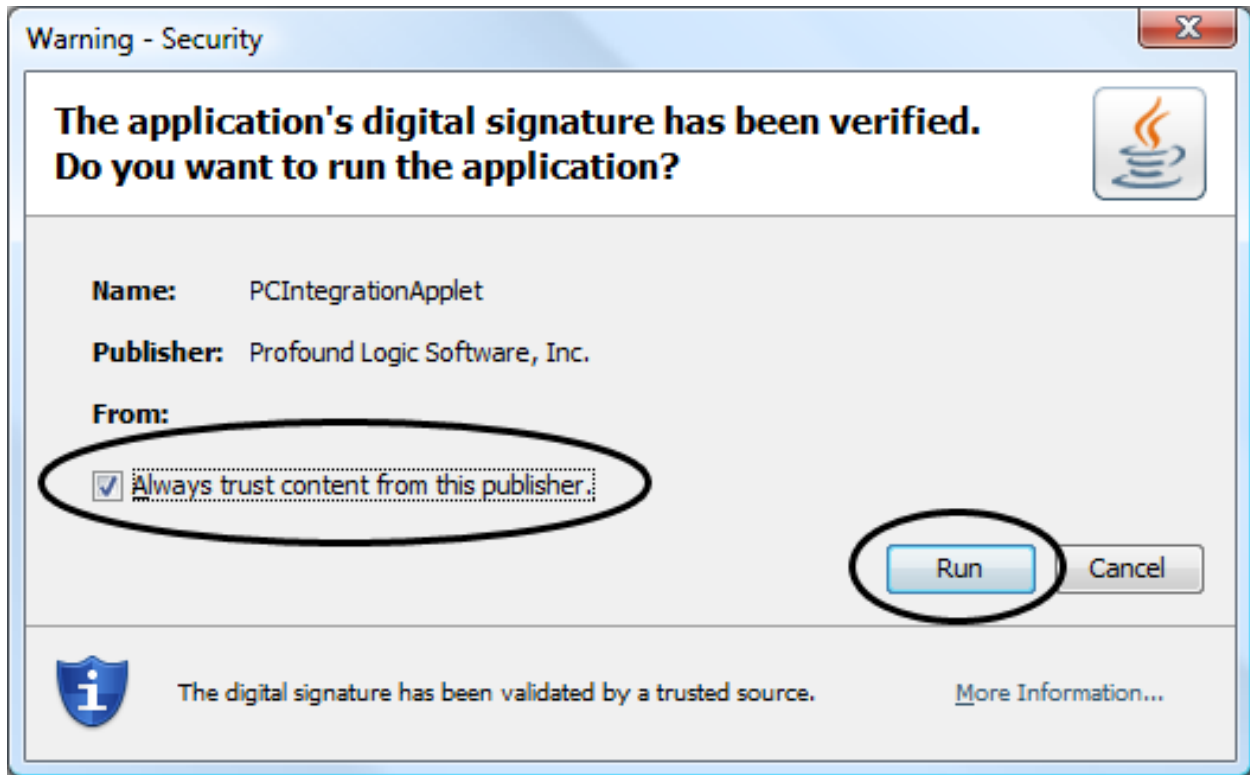 Warning - Security
The application's digital signature has been verified.
Do you want to run the application?
Name: PCIntegrationApplet
Publisher: Profound Logic Software, Inc.
From:
Always trust content from this publisher.
Run Cancel
The digital signature has been validated by a trusted source. More Information...